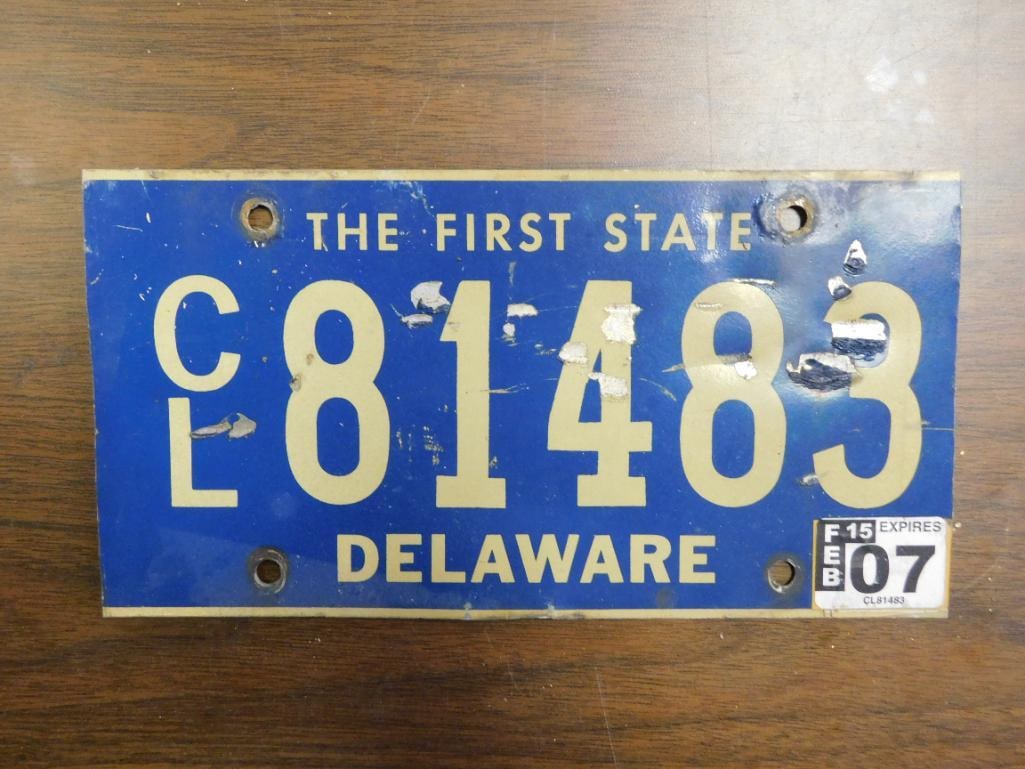 THE FIRST STATE
CL 81483
DELAWARE
FEB 15 EXPIRES
07
CL81483